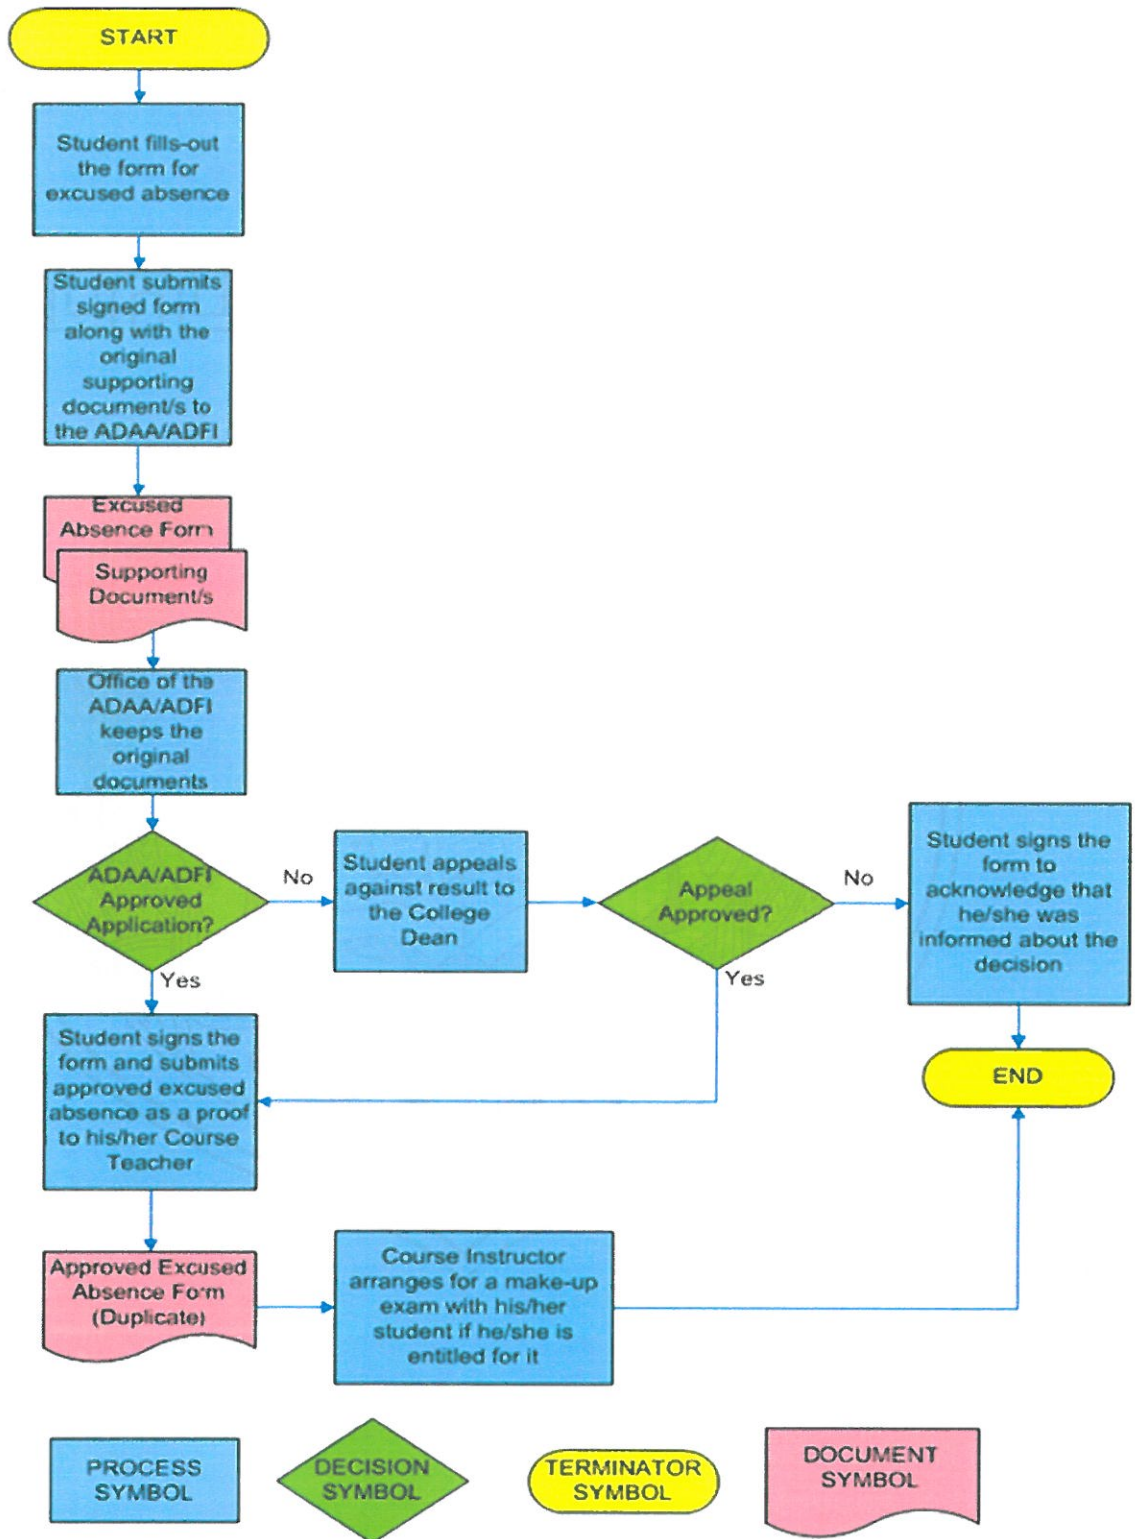 START
Student fills-out
the form for
excused absence
Student submits
signed form
along with the
original
supporting
document/s to
the ADAA/ADFI
Excused
Absence Form
Supporting
Document/s
Office of the
ADAA/ADFI
keeps the
original
documents
ADAA/ADFI
Approved
Application?
No
Student appeals
against result to
the College
Dean
Appeal
Approved?
No
Student signs the
form to
acknowledge that
he/she was
informed about the
decision
Yes
Yes
END
Student signs the
form and submits
approved excused
absence as a proof
to his/her Course
Teacher
Approved Excused
Absence Form
(Duplicate)
Course Instructor
arranges for a make-up
exam with his/her
student if he/she is
entitled for it
PROCESS
SYMBOL
DECISION
SYMBOL
TERMINATOR
SYMBOL
DOCUMENT
SYMBOL